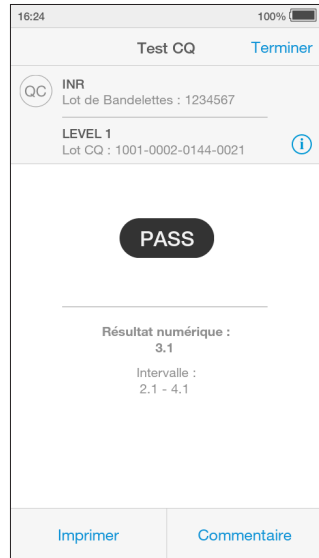 16:24 100%
Test CQ Terminer
QC INR
Lot de Bandelettes : 1234567
LEVEL 1
Lot CQ : 1001-0002-0144-0021 i
PASS
Résultat numérique :
3.1
Intervalle :
2.1 - 4.1
Imprimer Commentaire